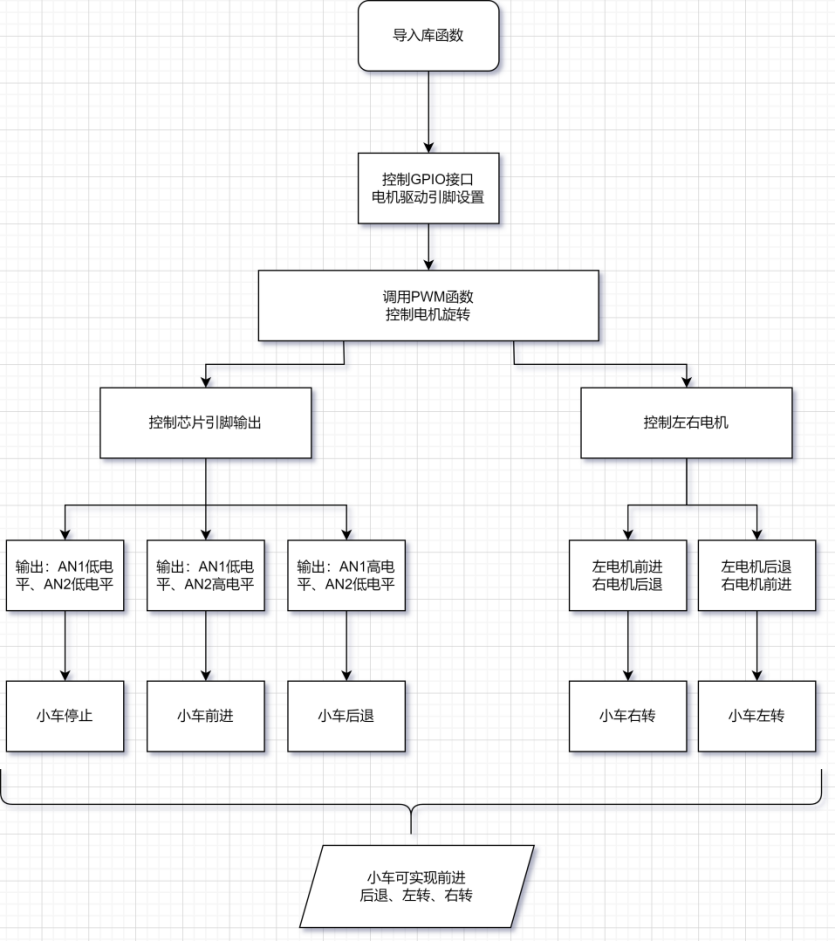 导入库函数
控制GPIO接口
电机驱动引脚设置
调用PWM函数
控制电机旋转
控制芯片引脚输出
控制左右电机
输出：AN1低电
平、AN2低电平
输出：AN1低电
平、AN2高电平
输出：AN1高电
平、AN2低电平
左电机前进
右电机后退
左电机后退
右电机前进
小车停止
小车前进
小车后退
小车右转
小车左转
小车可实现前进
后退、左转、右转